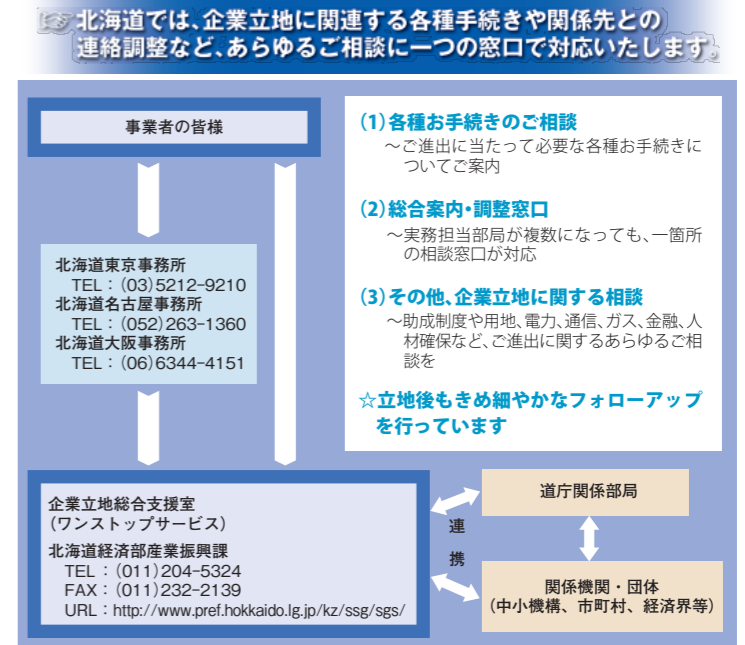 ☞北海道では、企業立地に関連する各種手続きや関係先との
連絡調整など、あらゆるご相談に一つの窓口で対応いたします。
事業者の皆様
北海道東京事務所
TEL：(03)5212-9210
北海道名古屋事務所
TEL：(052)263-1360
北海道大阪事務所
TEL：(06)6344-4151
(1)各種お手続きのご相談
～ご進出に当たって必要な各種お手続きに
ついてご案内
(2)総合案内・調整窓口
～実務担当部局が複数になっても、一箇所
の相談窓口が対応
(3)その他、企業立地に関する相談
～助成制度や用地、電力、通信、ガス、金融、人
材確保など、ご進出に関するあらゆるご相
談を
☆立地後もきめ細やかなフォローアップ
を行っています
企業立地総合支援室
(ワンストップサービス)
北海道経済部産業振興課
TEL：(011)204-5324
FAX：(011)232-2139
URL：http://www.pref.hokkaido.lg.jp/kz/ssg/sgs/
連
携
道庁関係部局
関係機関・団体
(中小機構、市町村、経済界等)